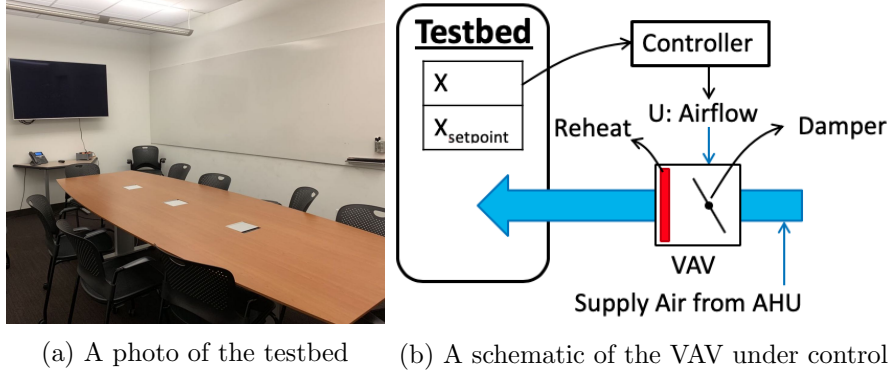 Testbed
X
X_setpoint
Controller
U: Airflow
Reheat
Damper
VAV
Supply Air from AHU
(a) A photo of the testbed
(b) A schematic of the VAV under control